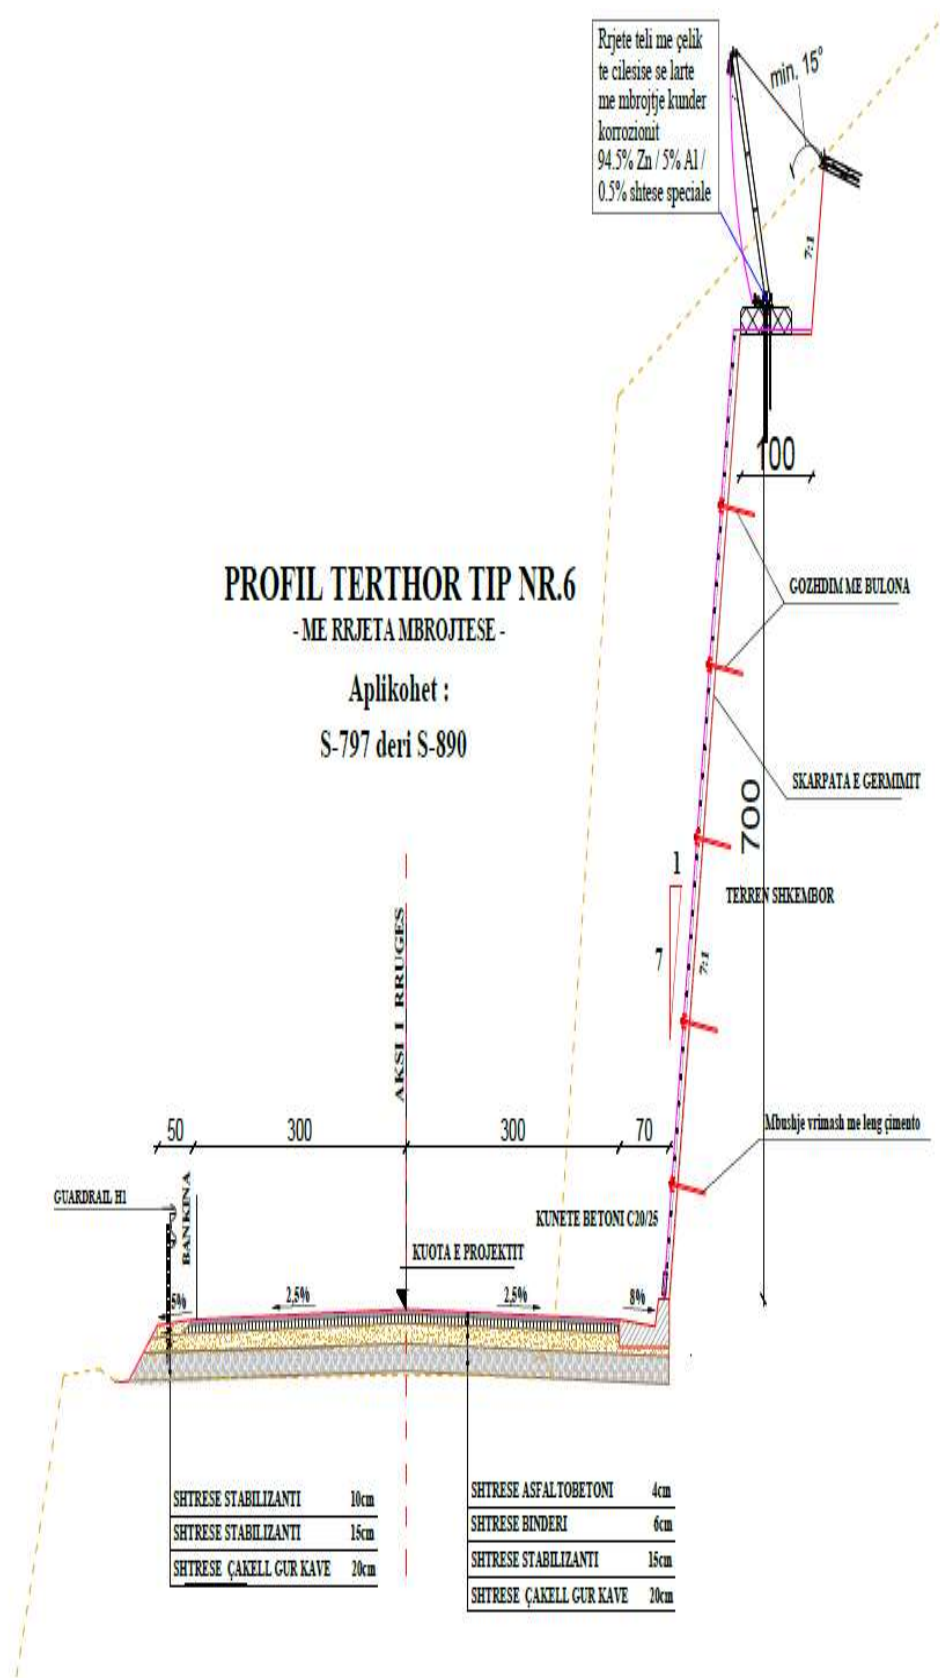 Rrjete teli me çelik
te cilesise se larte
me mbrojtje kunder
korrozionit
94.5% Zn / 5% Al /
0.5% shtese speciale
min. 15°
7:1
100
PROFIL TERTHOR TIP NR.6
- ME RRJETA MBROJTESE -
Aplikohet :
S-797 deri S-890
GOZHDIM ME BULONA
SKARPATA E GERMIMIT
700
1
7
TERREN SHKEMBOR
7:1
AKSI I RRUGES
50
300
300
70
Mbushje vrimash me leng çimento
GUARDRAIL H1
BANKINA
KUNETE BETONI C20/25
KUOTA E PROJEKTIT
5%
2,5%
2,5%
8%
SHTRESE STABILIZANTI 10cm
SHTRESE STABILIZANTI 15cm
SHTRESE ÇAKELL GUR KAVE 20cm
SHTRESE ASFALTOBETONI 4cm
SHTRESE BINDERI 6cm
SHTRESE STABILIZANTI 15cm
SHTRESE ÇAKELL GUR KAVE 20cm